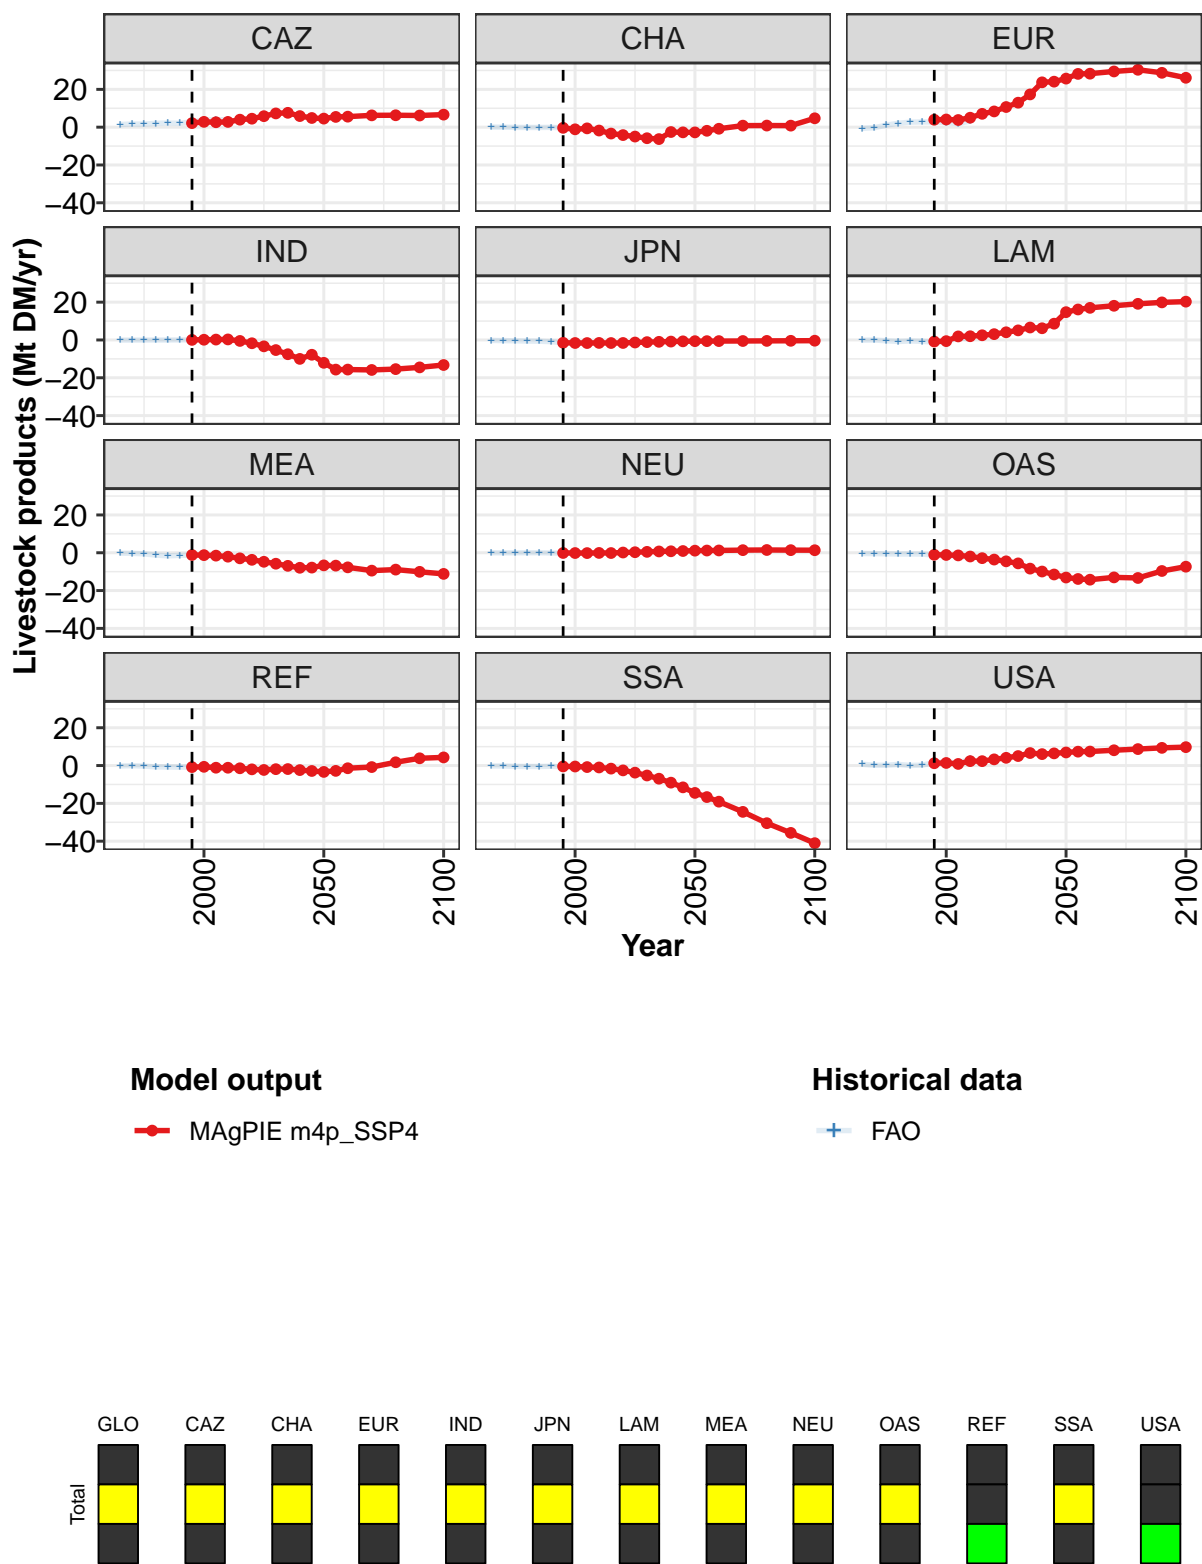 CAZ CHA EUR
20
0
−20
−40
IND JPN LAM
20
0
−20
−40
MEA NEU OAS
20
0
−20
−40
REF SSA USA
20
0
−20
−40
Livestock products (Mt DM/yr)
2000 2050 2100 2000 2050 2100 2000 2050 2100
Year
Model output Historical data
MAgPIE m4p_SSP4 FAO
GLO CAZ CHA EUR IND JPN LAM MEA NEU OAS REF SSA USA
Total